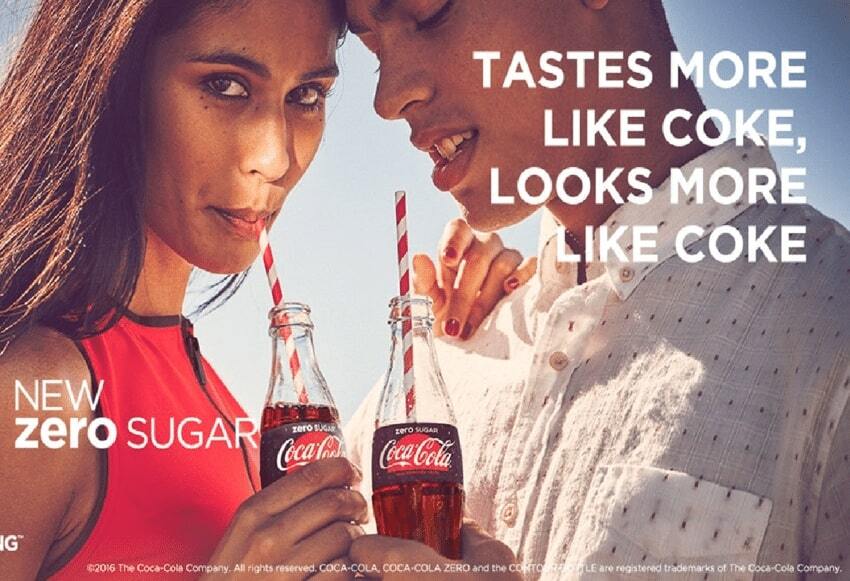 TASTES MORE
LIKE COKE,
LOOKS MORE
LIKE COKE
NEW
zero SUGAR
zero SUGAR
Coca-Cola
zero SUGAR
Coca-Cola
©2016 The Coca-Cola Company. All rights reserved. COCA-COLA, COCA-COLA ZERO and the CONTOUR BOTTLE are registered trademarks of The Coca-Cola Company.